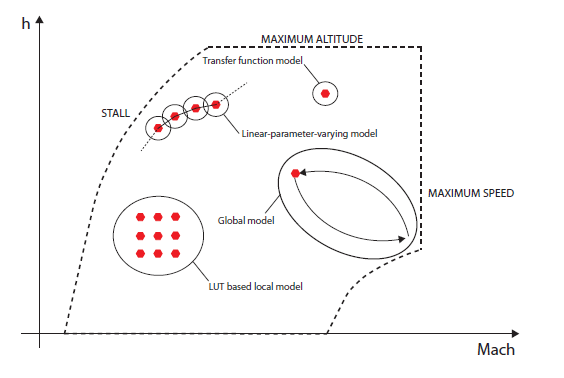 h
MAXIMUM ALTITUDE
Transfer function model
STALL
Linear-parameter-varying model
MAXIMUM SPEED
Global model
LUT based local model
Mach